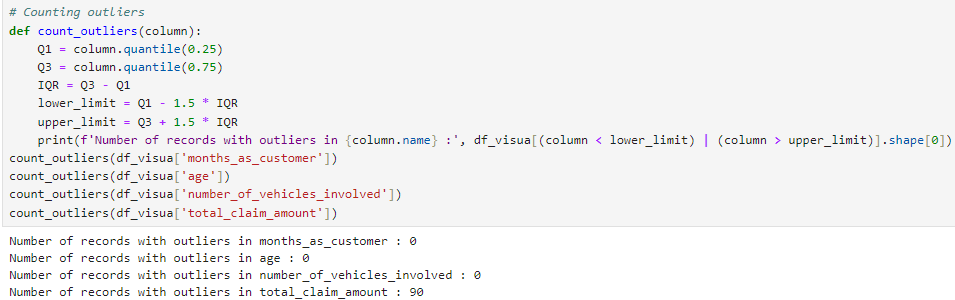 # Counting outliers
def count_outliers(column):
    Q1 = column.quantile(0.25)
    Q3 = column.quantile(0.75)
    IQR = Q3 - Q1
    lower_limit = Q1 - 1.5 * IQR
    upper_limit = Q3 + 1.5 * IQR
    print(f'Number of records with outliers in {column.name} :', df_visua[(column < lower_limit) | (column > upper_limit)].shape[0])
count_outliers(df_visua['months_as_customer'])
count_outliers(df_visua['age'])
count_outliers(df_visua['number_of_vehicles_involved'])
count_outliers(df_visua['total_claim_amount'])
Number of records with outliers in months_as_customer : 0
Number of records with outliers in age : 0
Number of records with outliers in number_of_vehicles_involved : 0
Number of records with outliers in total_claim_amount : 90